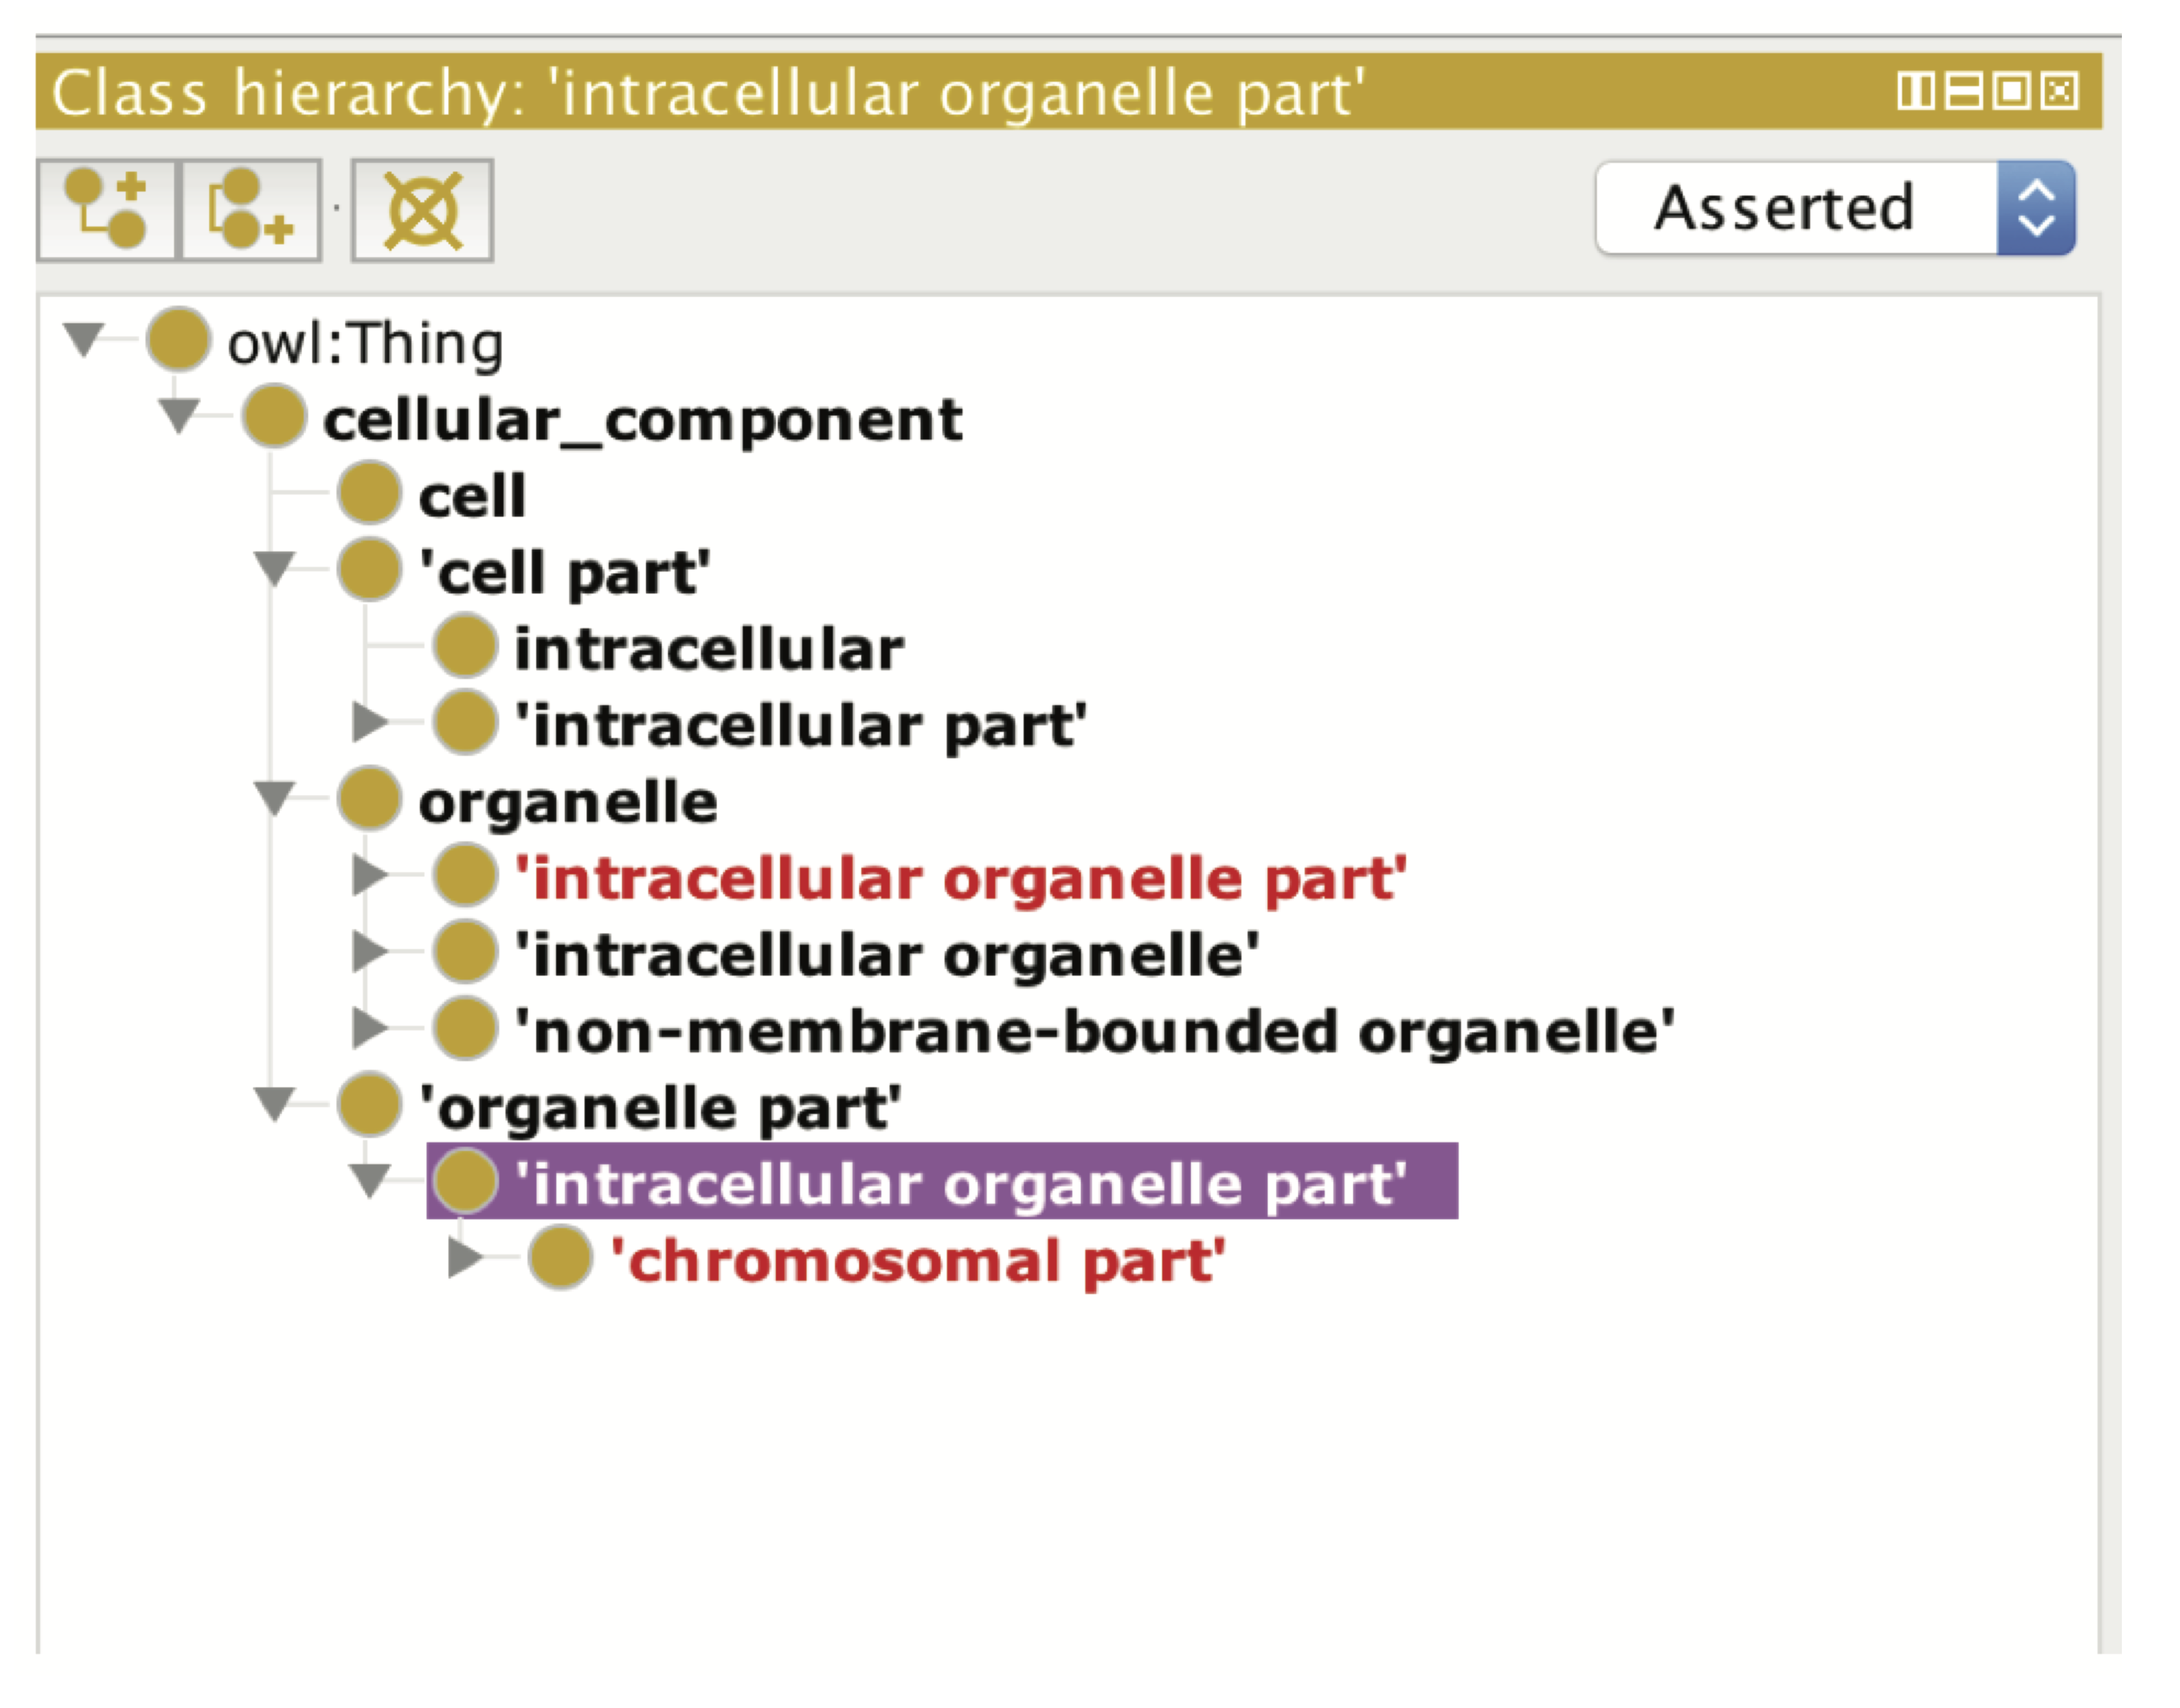 Class hierarchy: 'intracellular organelle part'
Asserted
owl:Thing
cellular_component
cell
'cell part'
intracellular
'intracellular part'
organelle
'intracellular organelle part'
'intracellular organelle'
'non-membrane-bounded organelle'
'organelle part'
'intracellular organelle part'
'chromosomal part'